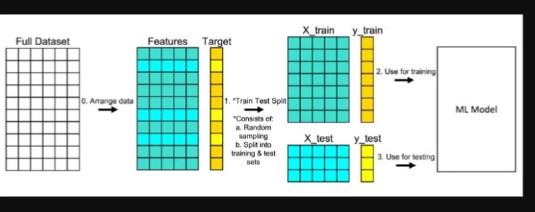 Full Dataset
0. Arrange data
Features
Target
1. *Train Test Split
*Consists of:
a. Random
sampling
b. Split into
training & test
sets
X_train
y_train
2. Use for training
X_test
y_test
3. Use for testing
ML Model